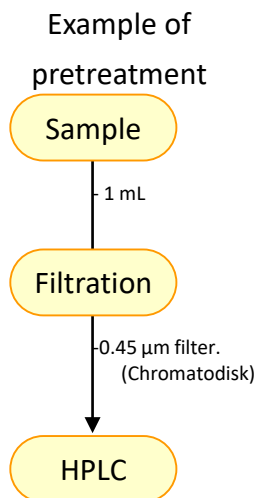 Example of
pretreatment
Sample
- 1 mL
Filtration
-0.45 µm filter.
(Chromatodisk)
HPLC